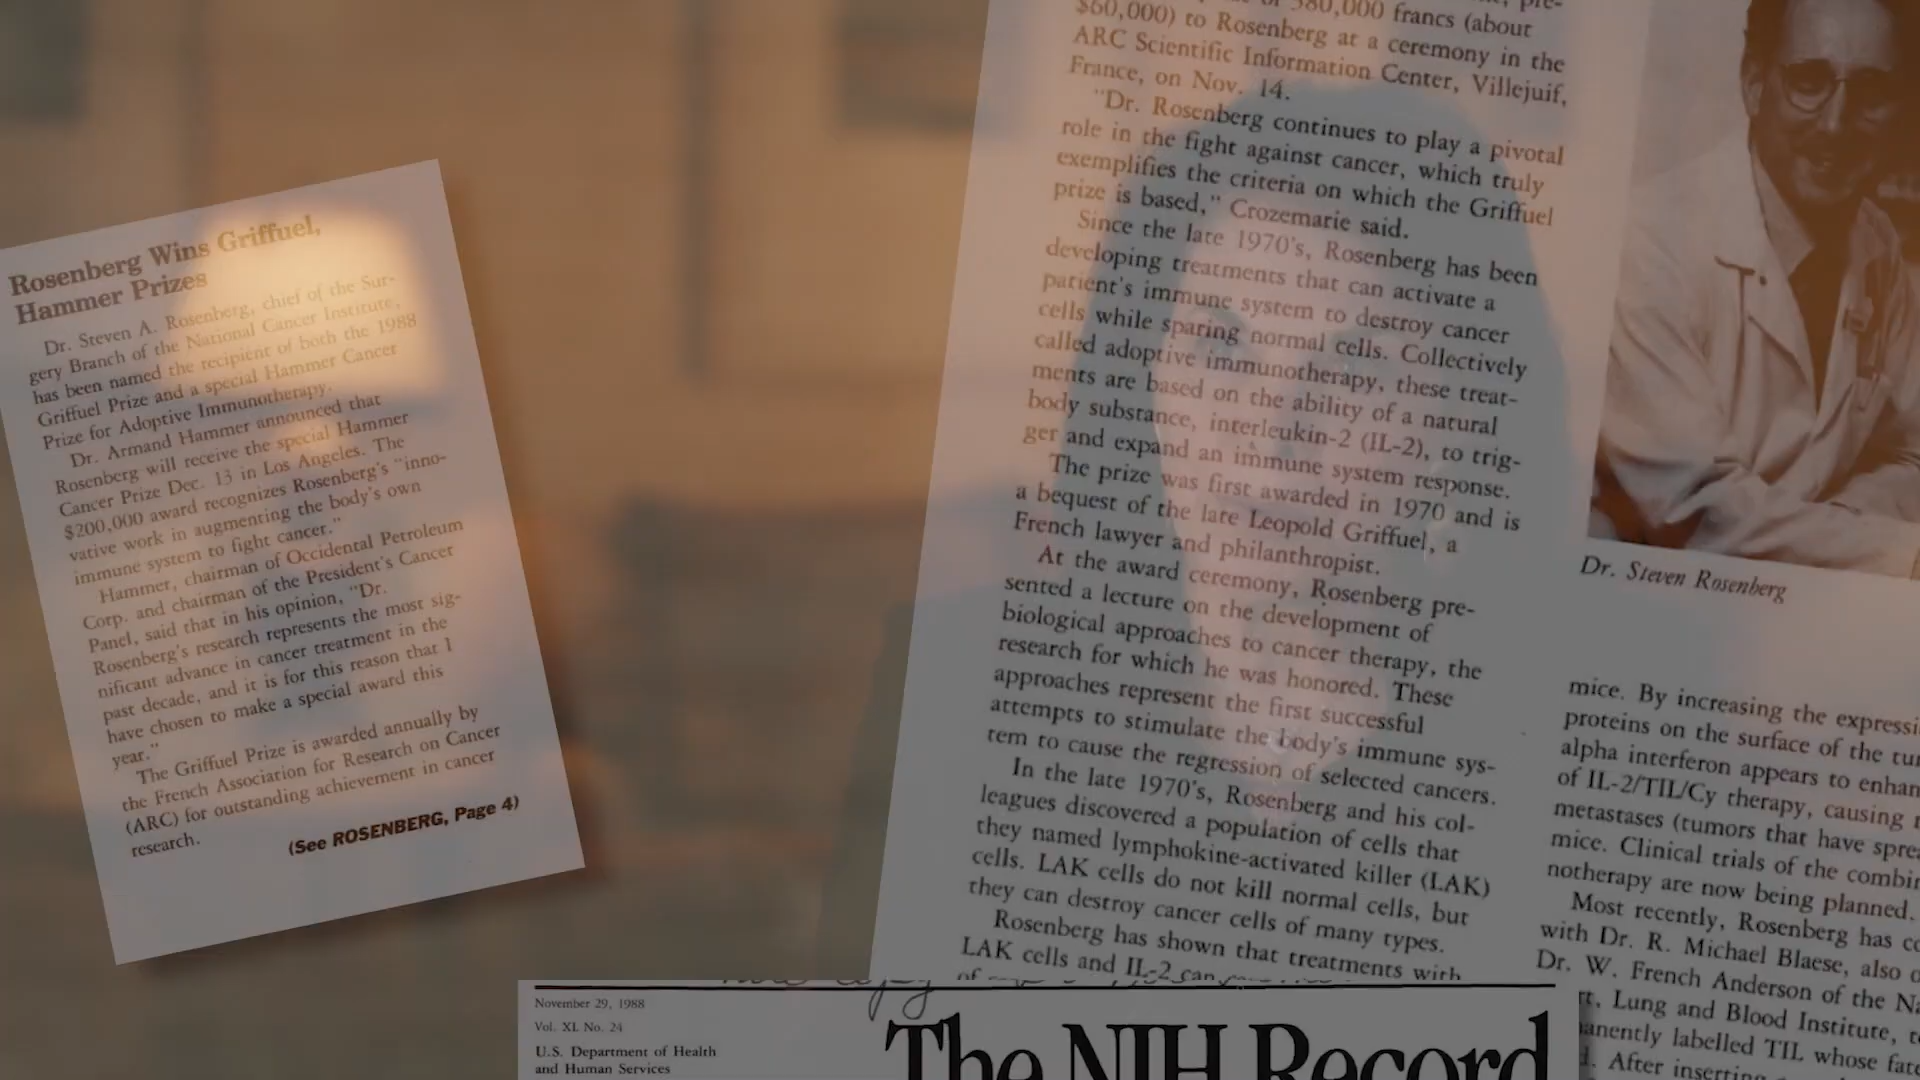 Rosenberg Wins Griffuel,
Hammer Prizes
Dr. Steven A. Rosenberg, chief of the Sur-
gery Branch of the National Cancer Institute,
has been named the recipient of both the 1988
Griffuel Prize and a special Hammer Cancer
Prize for Adoptive Immunotherapy.
Dr. Armand Hammer announced that
Rosenberg will receive the special Hammer
Cancer Prize Dec. 13 in Los Angeles. The
$200,000 award recognizes Rosenberg's "inno-
vative work in augmenting the body's own
immune system to fight cancer."
Hammer, chairman of Occidental Petroleum
Corp. and chairman of the President's Cancer
Panel, said that in his opinion, "Dr.
Rosenberg's research represents the most sig-
nificant advance in cancer treatment in the
past decade, and it is for this reason that I
have chosen to make a special award this
year."
The Griffuel Prize is awarded annually by
the French Association for Research on Cancer
(ARC) for outstanding achievement in cancer
research.
(See ROSENBERG, Page 4)
380,000 francs (about
$60,000) to Rosenberg at a ceremony in the
ARC Scientific Information Center, Villejuif,
France, on Nov. 14.
"Dr. Rosenberg continues to play a pivotal
role in the fight against cancer, which truly
exemplifies the criteria on which the Griffuel
prize is based," Crozemarie said.
Since the late 1970's, Rosenberg has been
developing treatments that can activate a
patient's immune system to destroy cancer
cells while sparing normal cells. Collectively
called adoptive immunotherapy, these treat-
ments are based on the ability of a natural
body substance, interleukin-2 (IL-2), to trig-
ger and expand an immune system response.
The prize was first awarded in 1970 and is
a bequest of the late Leopold Griffuel, a
French lawyer and philanthropist.
At the award ceremony, Rosenberg pre-
sented a lecture on the development of
biological approaches to cancer therapy, the
research for which he was honored. These
approaches represent the first successful
attempts to stimulate the body's immune sys-
tem to cause the regression of selected cancers.
In the late 1970's, Rosenberg and his col-
leagues discovered a population of cells that
they named lymphokine-activated killer (LAK)
cells. LAK cells do not kill normal cells, but
they can destroy cancer cells of many types.
Rosenberg has shown that treatments with
LAK cells and IL-2 can
of
Dr. Steven Rosenberg
mice. By increasing the expressi
proteins on the surface of the tu
alpha interferon appears to enhan
of IL-2/TIL/Cy therapy, causing
metastases (tumors that have spre
mice. Clinical trials of the combin
notherapy are now being planned.
Most recently, Rosenberg has co
with Dr. R. Michael Blaese, also o
Dr. W. French Anderson of the Na
rt, Lung and Blood Institute, t
anently labelled TIL whose fate
d. After inserting
copy
November 29, 1988
Vol. XL No. 24
U.S. Department of Health
and Human Services
The NIH Record